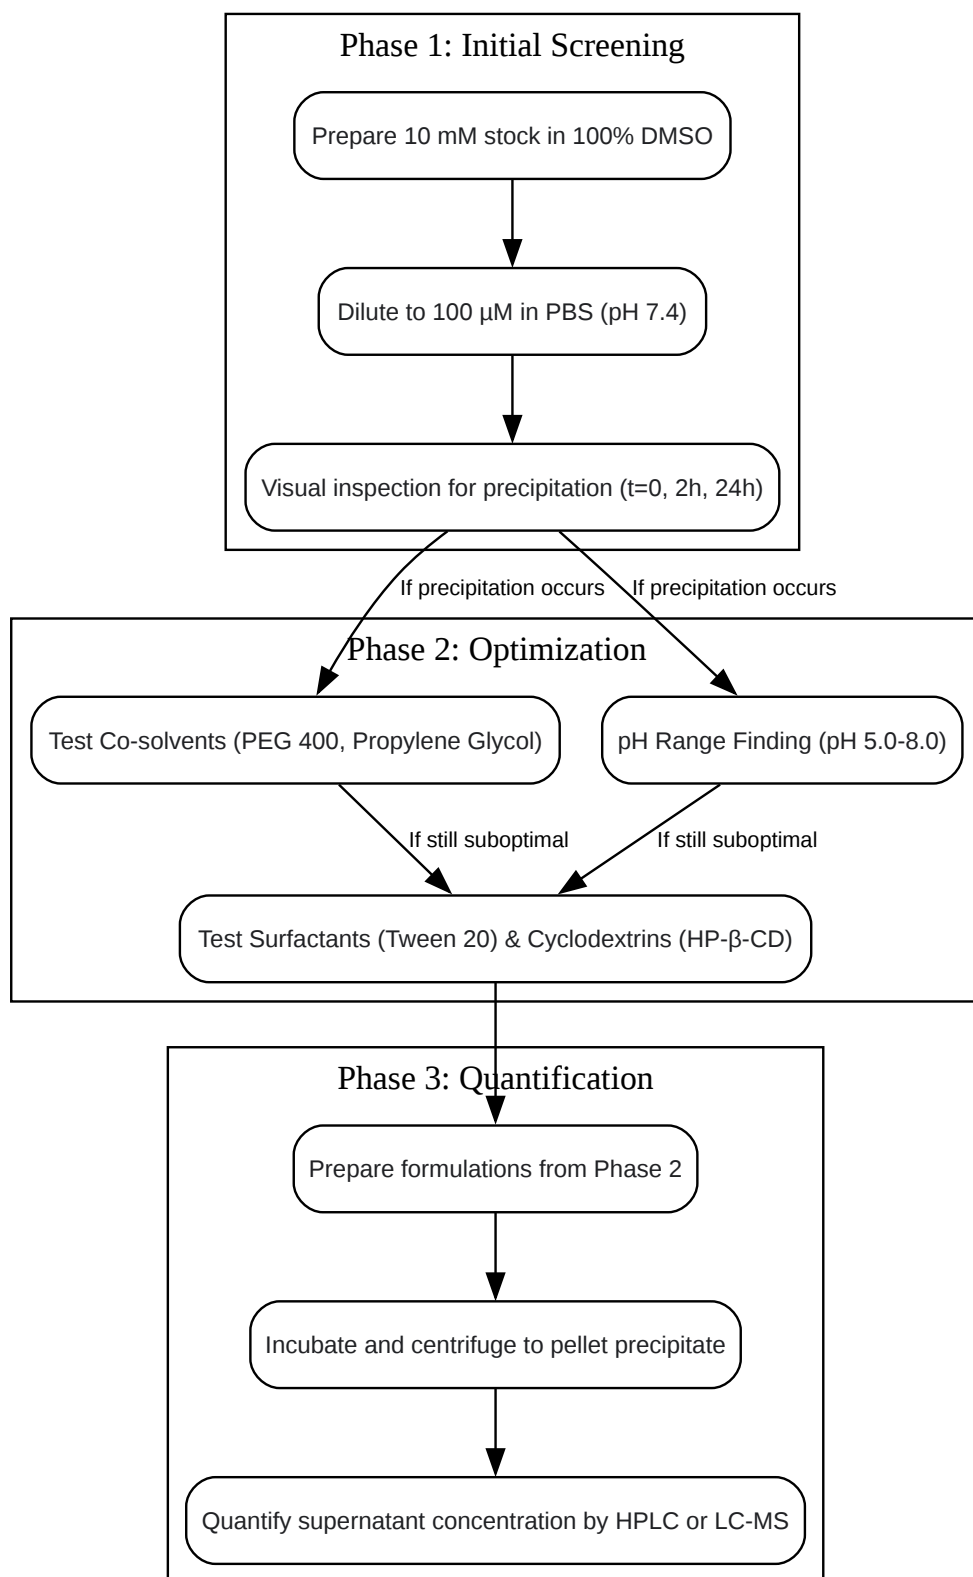 Phase 1: Initial Screening
Prepare 10 mM stock in 100% DMSO
Dilute to 100 µM in PBS (pH 7.4)
Visual inspection for precipitation (t=0, 2h, 24h)
If precipitation occurs
If precipitation occurs
Phase 2: Optimization
Test Co-solvents (PEG 400, Propylene Glycol)
pH Range Finding (pH 5.0-8.0)
If still suboptimal
If still suboptimal
Test Surfactants (Tween 20) & Cyclodextrins (HP-β-CD)
Phase 3: Quantification
Prepare formulations from Phase 2
Incubate and centrifuge to pellet precipitate
Quantify supernatant concentration by HPLC or LC-MS